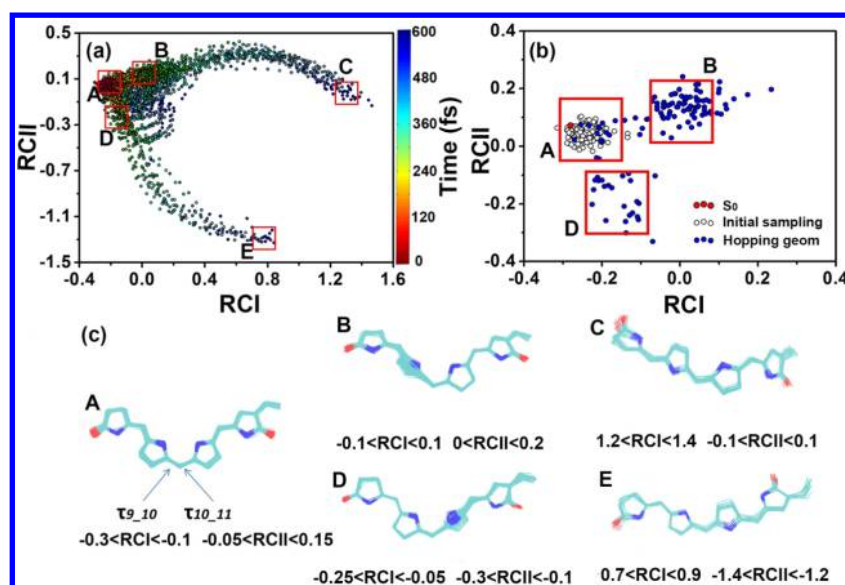 (a)
RCII
0.4
0.1
-0.3
-0.7
-1.1
-1.5
-0.4 0.0 0.4 0.8 1.2 1.6
RCI
A
B
C
D
E
Time (fs)
600
480
360
240
120
0
(b)
RCII
0.4
0.2
0.0
-0.2
-0.4
-0.4 -0.2 0.0 0.2 0.4
RCI
A
B
D
S0
Initial sampling
Hopping geom
(c)
A
τ9_10 τ10_11
-0.3<RCI<-0.1 -0.05<RCII<0.15
B
-0.1<RCI<0.1 0<RCII<0.2
C
1.2<RCI<1.4 -0.1<RCII<0.1
D
-0.25<RCI<-0.05 -0.3<RCII<-0.1
E
0.7<RCI<0.9 -1.4<RCII<-1.2